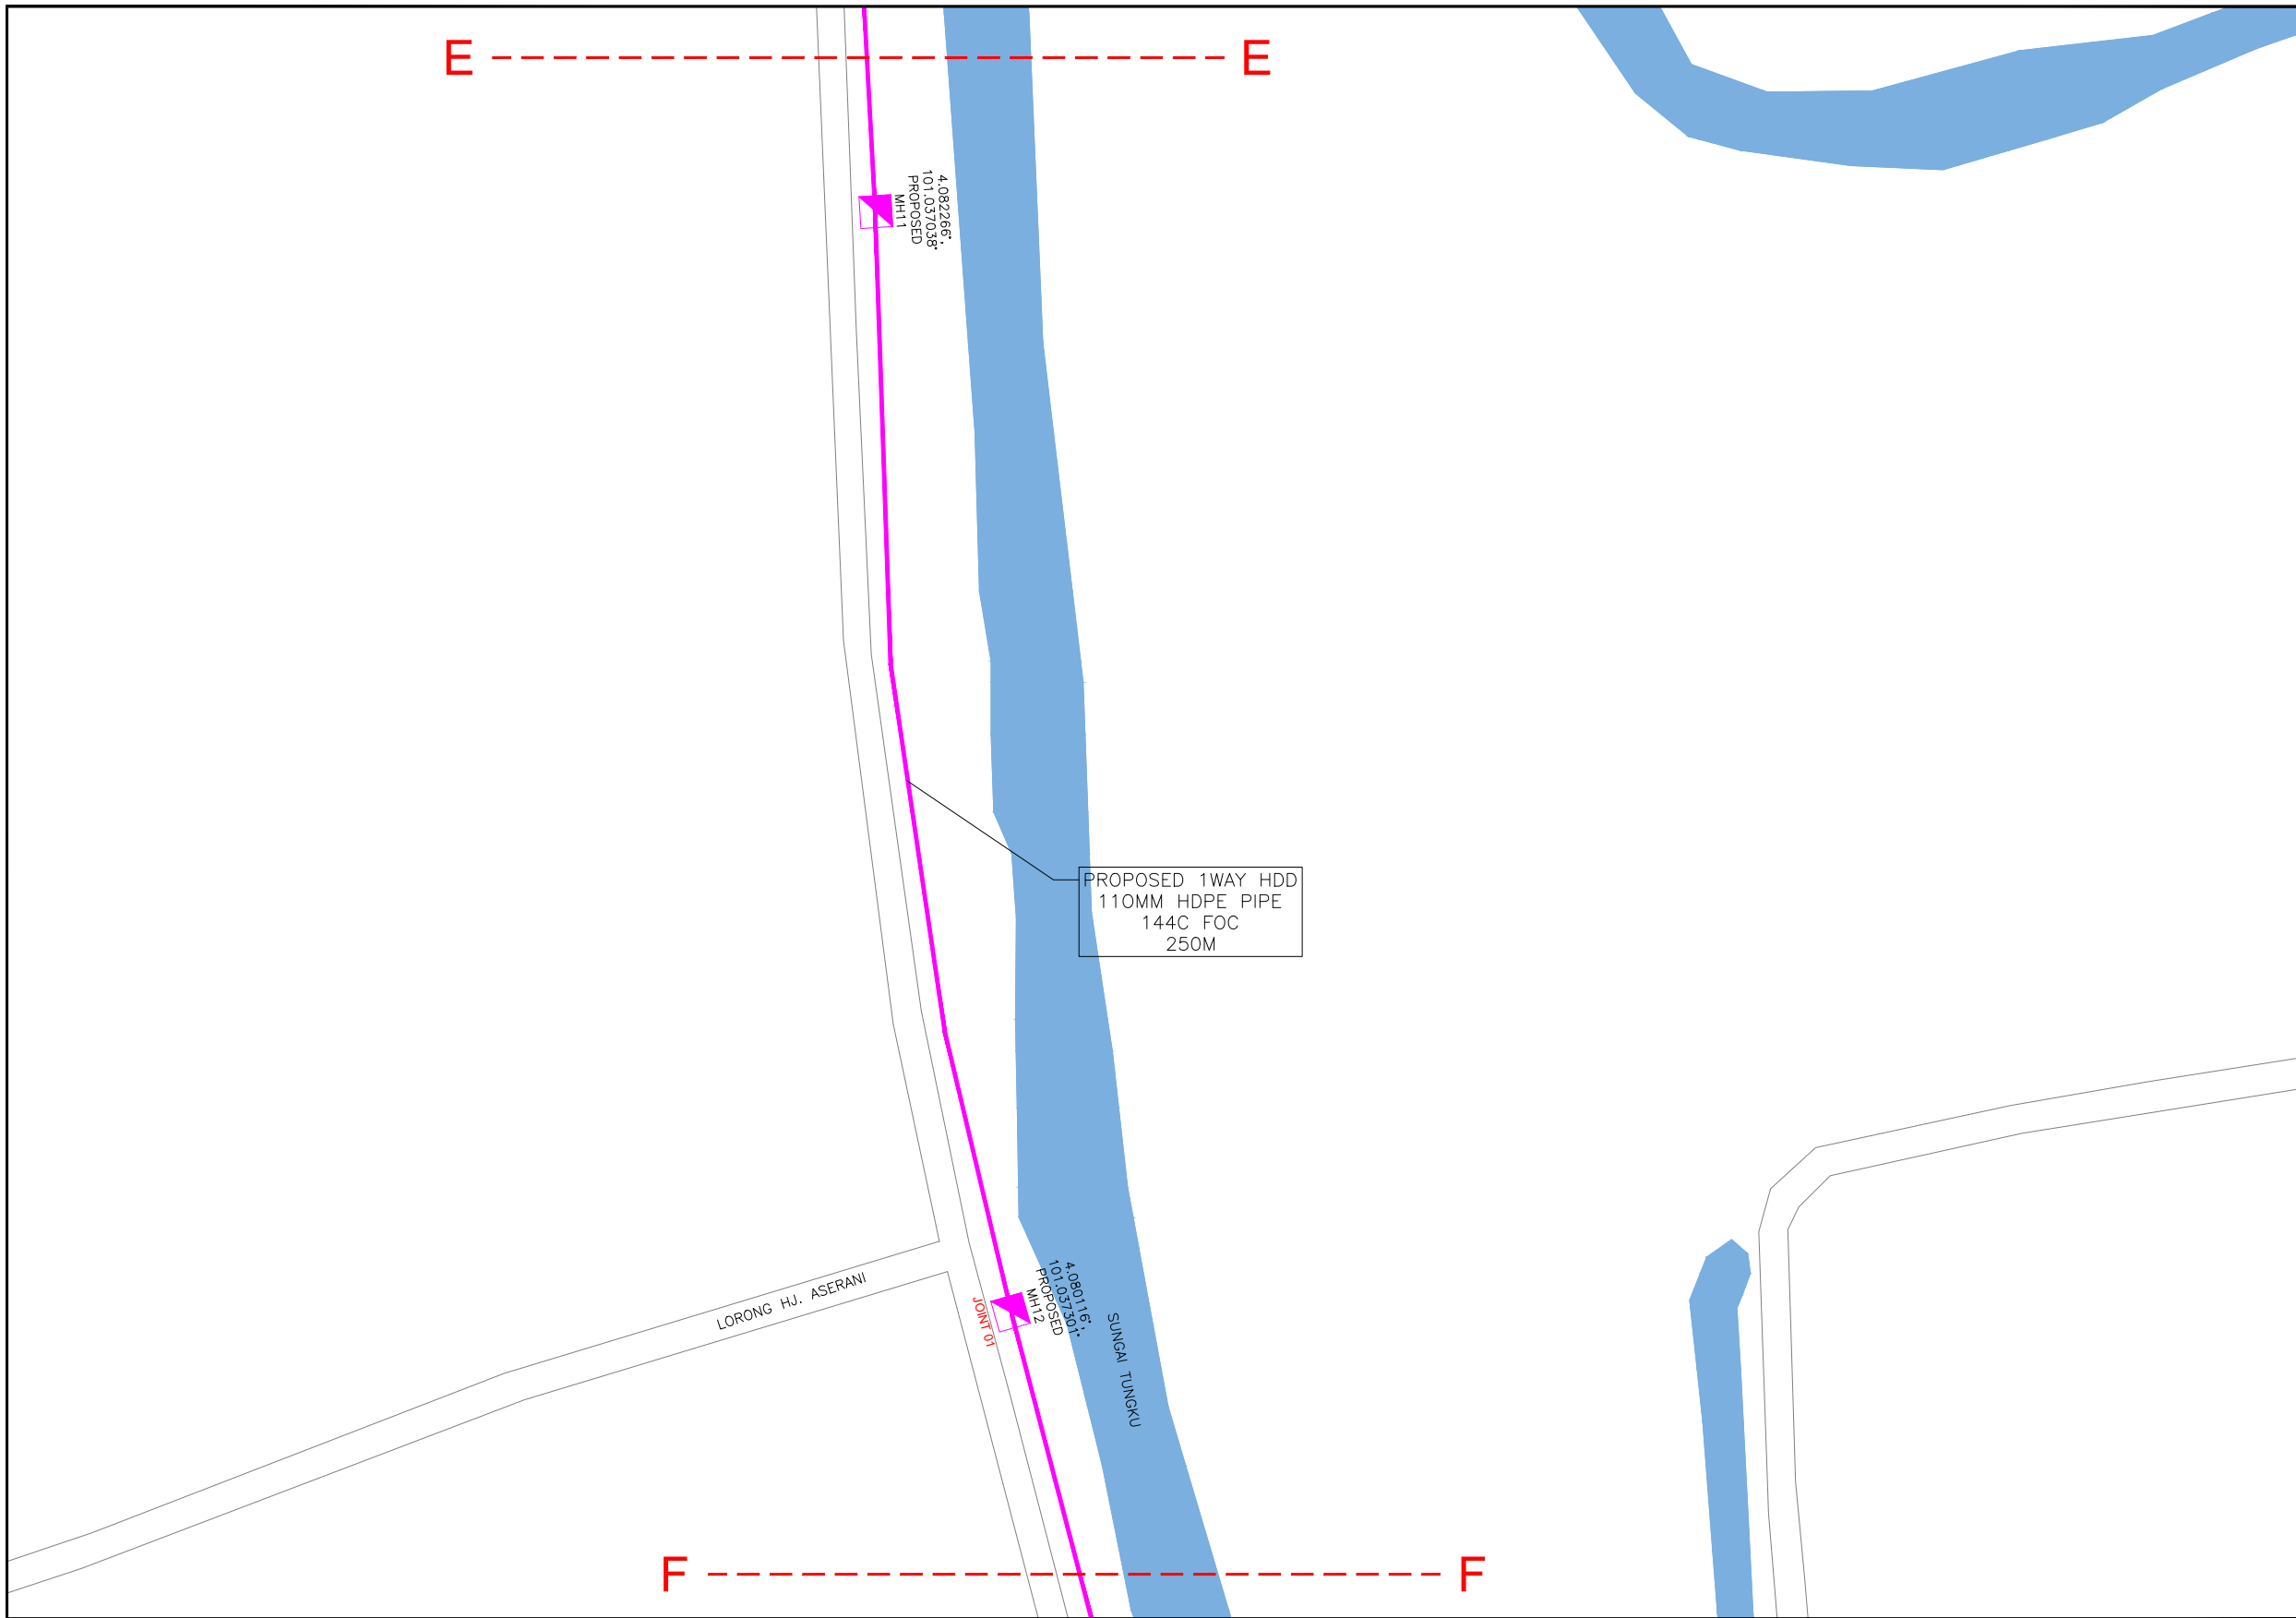 E E
4.082266°,
101.037038°
PROPOSED
MH11
PROPOSED 1WAY HDD
110MM HDPE PIPE
144C FOC
250M
LORONG HJ. ASERANI
JOINT 01
4.080116°,
101.037301°
PROPOSED
MH12
SUNGAI TUNGKU
F F